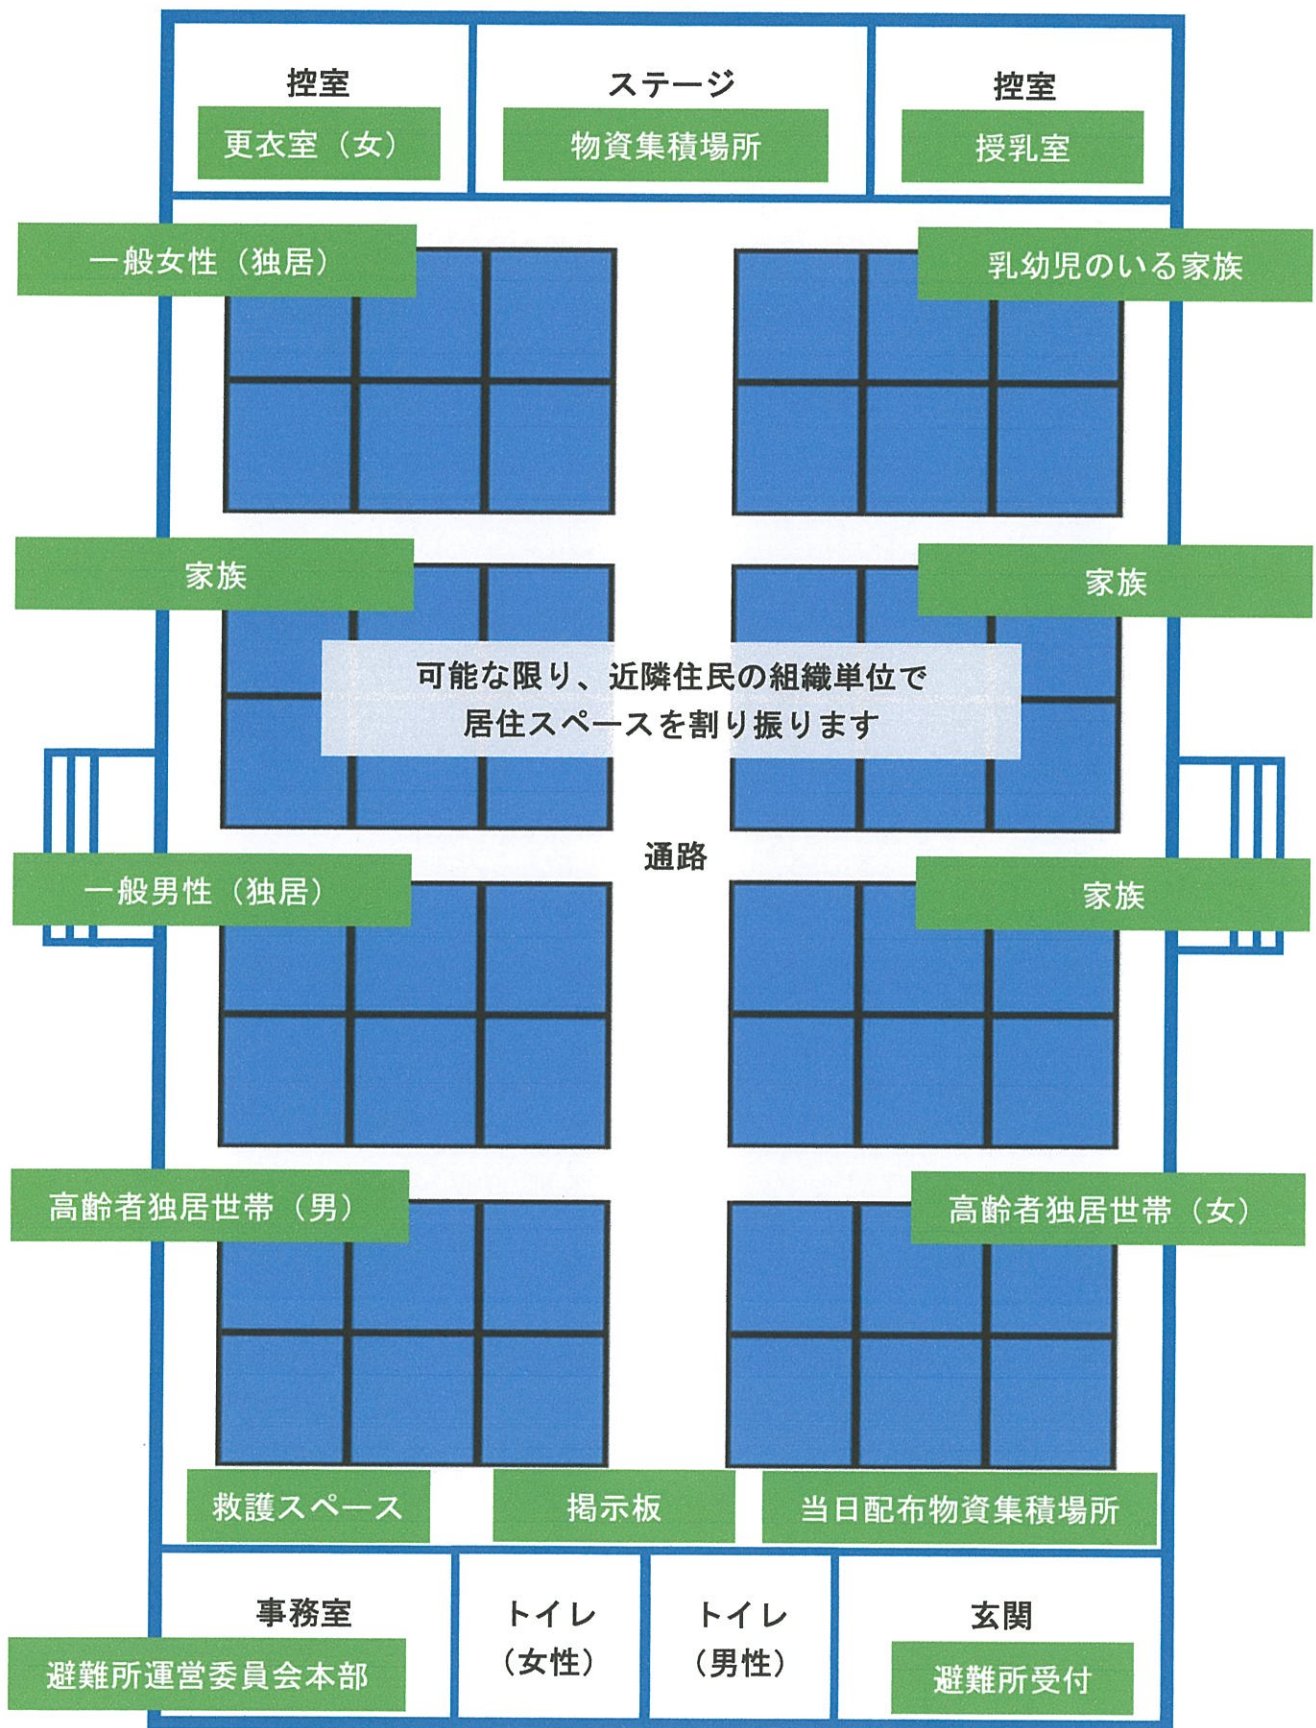 控室
更衣室（女）
ステージ
物資集積場所
控室
授乳室
一般女性（独居）
乳幼児のいる家族
家族
家族
可能な限り、近隣住民の組織単位で
居住スペースを割り振ります
通路
一般男性（独居）
家族
高齢者独居世帯（男）
高齢者独居世帯（女）
救護スペース
掲示板
当日配布物資集積場所
事務室
避難所運営委員会本部
トイレ
（女性）
トイレ
（男性）
玄関
避難所受付